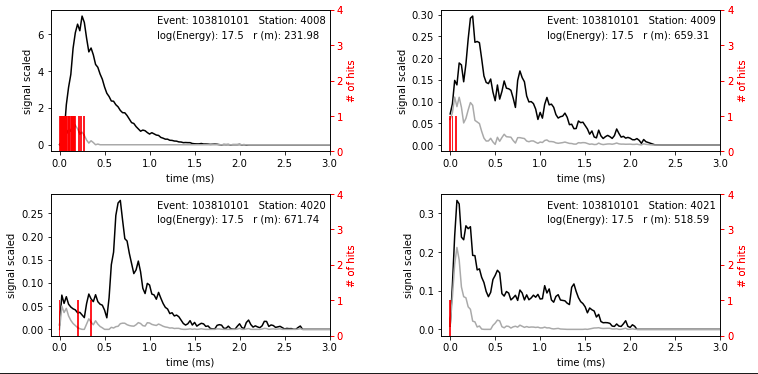 Event: 103810101 Station: 4008
log(Energy): 17.5 r (m): 231.98
signal scaled
# of hits
6
4
2
0
4
3
2
1
0
0.0 0.5 1.0 1.5 2.0 2.5 3.0
time (ms)
Event: 103810101 Station: 4009
log(Energy): 17.5 r (m): 659.31
signal scaled
# of hits
0.30
0.25
0.20
0.15
0.10
0.05
0.00
4
3
2
1
0
0.0 0.5 1.0 1.5 2.0 2.5 3.0
time (ms)
Event: 103810101 Station: 4020
log(Energy): 17.5 r (m): 671.74
signal scaled
# of hits
0.25
0.20
0.15
0.10
0.05
0.00
4
3
2
1
0
0.0 0.5 1.0 1.5 2.0 2.5 3.0
time (ms)
Event: 103810101 Station: 4021
log(Energy): 17.5 r (m): 518.59
signal scaled
# of hits
0.3
0.2
0.1
0.0
4
3
2
1
0
0.0 0.5 1.0 1.5 2.0 2.5 3.0
time (ms)